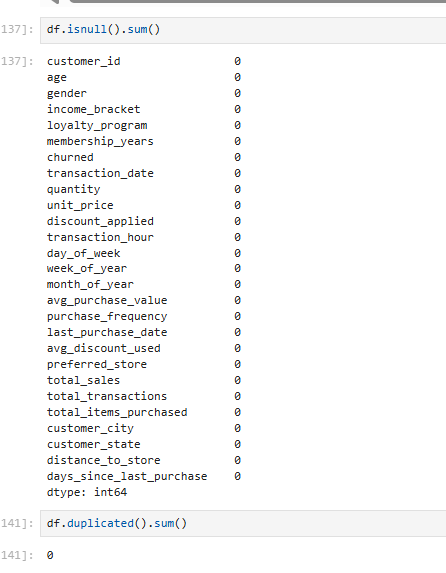 137]: df.isnull().sum()
137]: customer_id 0
age 0
gender 0
income_bracket 0
loyalty_program 0
membership_years 0
churned 0
transaction_date 0
quantity 0
unit_price 0
discount_applied 0
transaction_hour 0
day_of_week 0
week_of_year 0
month_of_year 0
avg_purchase_value 0
purchase_frequency 0
last_purchase_date 0
avg_discount_used 0
preferred_store 0
total_sales 0
total_transactions 0
total_items_purchased 0
customer_city 0
customer_state 0
distance_to_store 0
days_since_last_purchase 0
dtype: int64
141]: df.duplicated().sum()
141]: 0